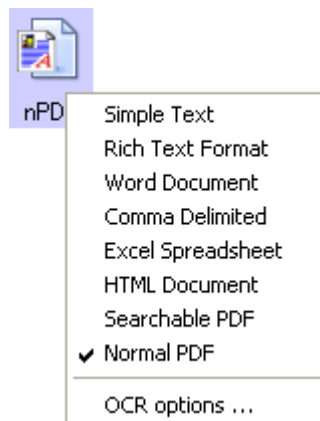 nPD
Simple Text
Rich Text Format
Word Document
Comma Delimited
Excel Spreadsheet
HTML Document
Searchable PDF
Normal PDF
OCR options ...